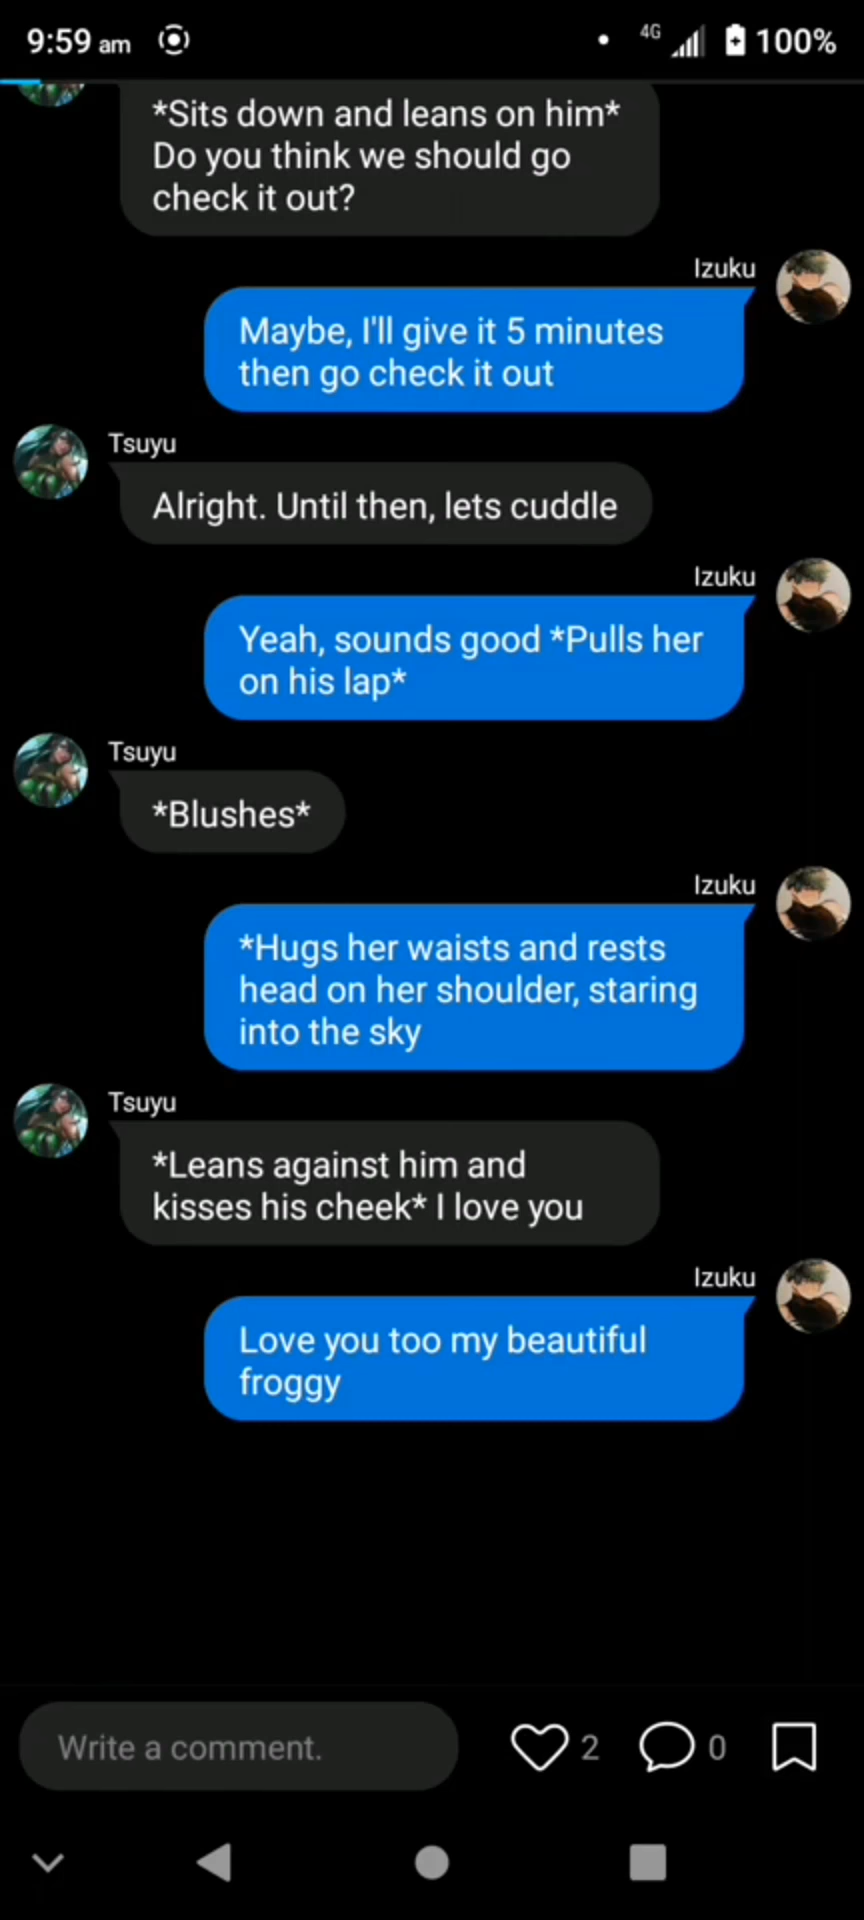 9:59 am
4G
100%
*Sits down and leans on him*
Do you think we should go
check it out?
Izuku
Maybe, I'll give it 5 minutes
then go check it out
Tsuyu
Alright. Until then, lets cuddle
Izuku
Yeah, sounds good *Pulls her
on his lap*
Tsuyu
*Blushes*
Izuku
*Hugs her waists and rests
head on her shoulder, staring
into the sky
Tsuyu
*Leans against him and
kisses his cheek* I love you
Izuku
Love you too my beautiful
froggy
Write a comment.
2
0